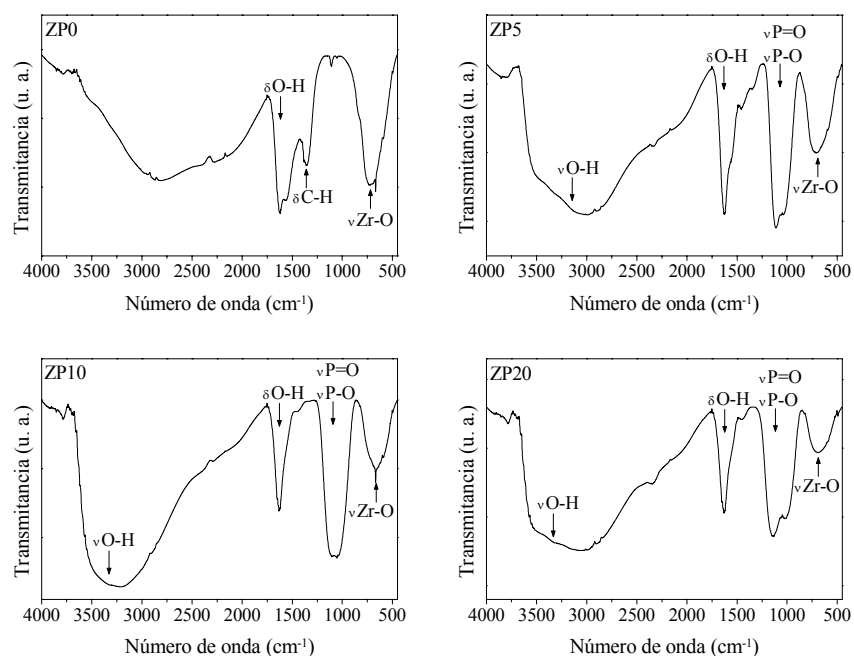 ZP0
δO-H
δC-H
νZr-O
Transmitancia (u. a.)
4000 3500 3000 2500 2000 1500 1000 500
Número de onda (cm-1)
ZP5
νP=O
δO-H
νP-O
νO-H
νZr-O
Transmitancia (u. a.)
4000 3500 3000 2500 2000 1500 1000 500
Número de onda (cm-1)
ZP10
νP=O
δO-H
νP-O
νO-H
νZr-O
Transmitancia (u. a.)
4000 3500 3000 2500 2000 1500 1000 500
Número de onda (cm-1)
ZP20
νP=O
δO-H
νP-O
νO-H
νZr-O
Transmitancia (u. a.)
4000 3500 3000 2500 2000 1500 1000 500
Número de onda (cm-1)